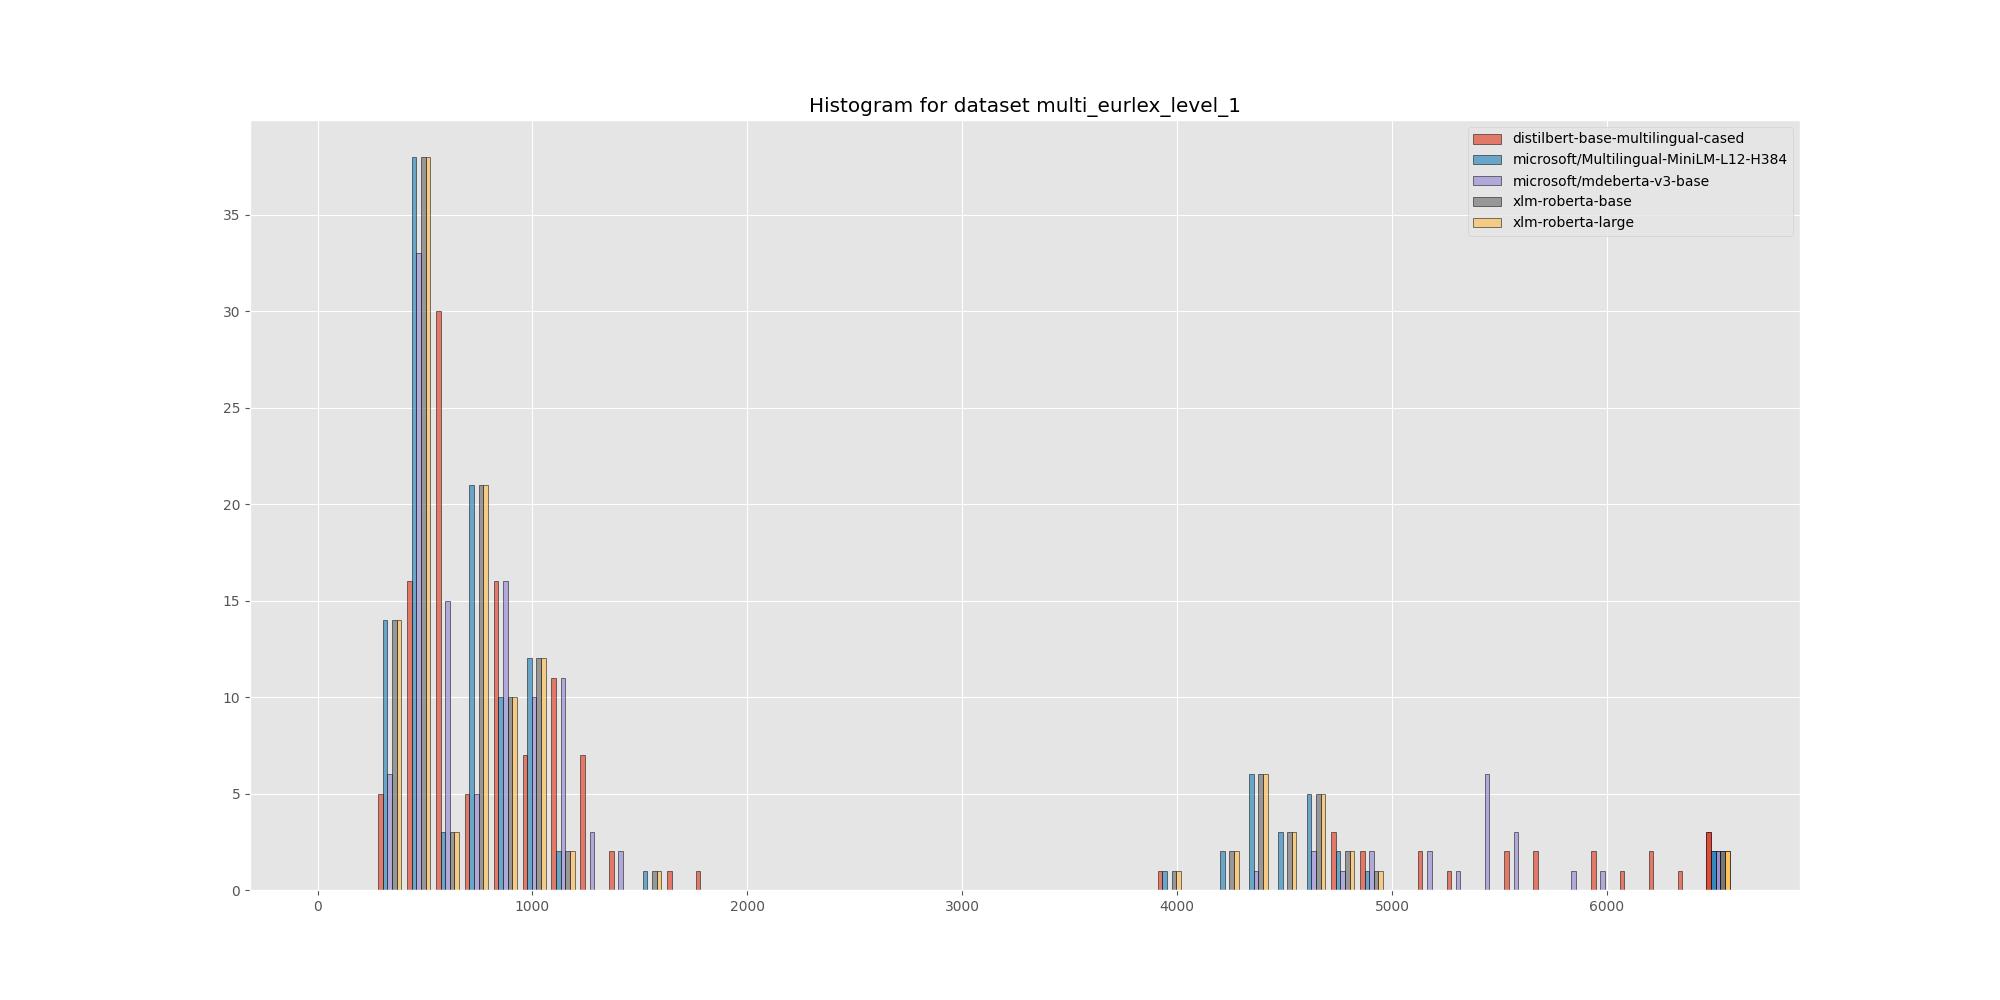 Histogram for dataset multi_eurlex_level_1
distilbert-base-multilingual-cased
microsoft/Multilingual-MiniLM-L12-H384
microsoft/mdeberta-v3-base
xlm-roberta-base
xlm-roberta-large
35
30
25
20
15
10
5
0
0 1000 2000 3000 4000 5000 6000